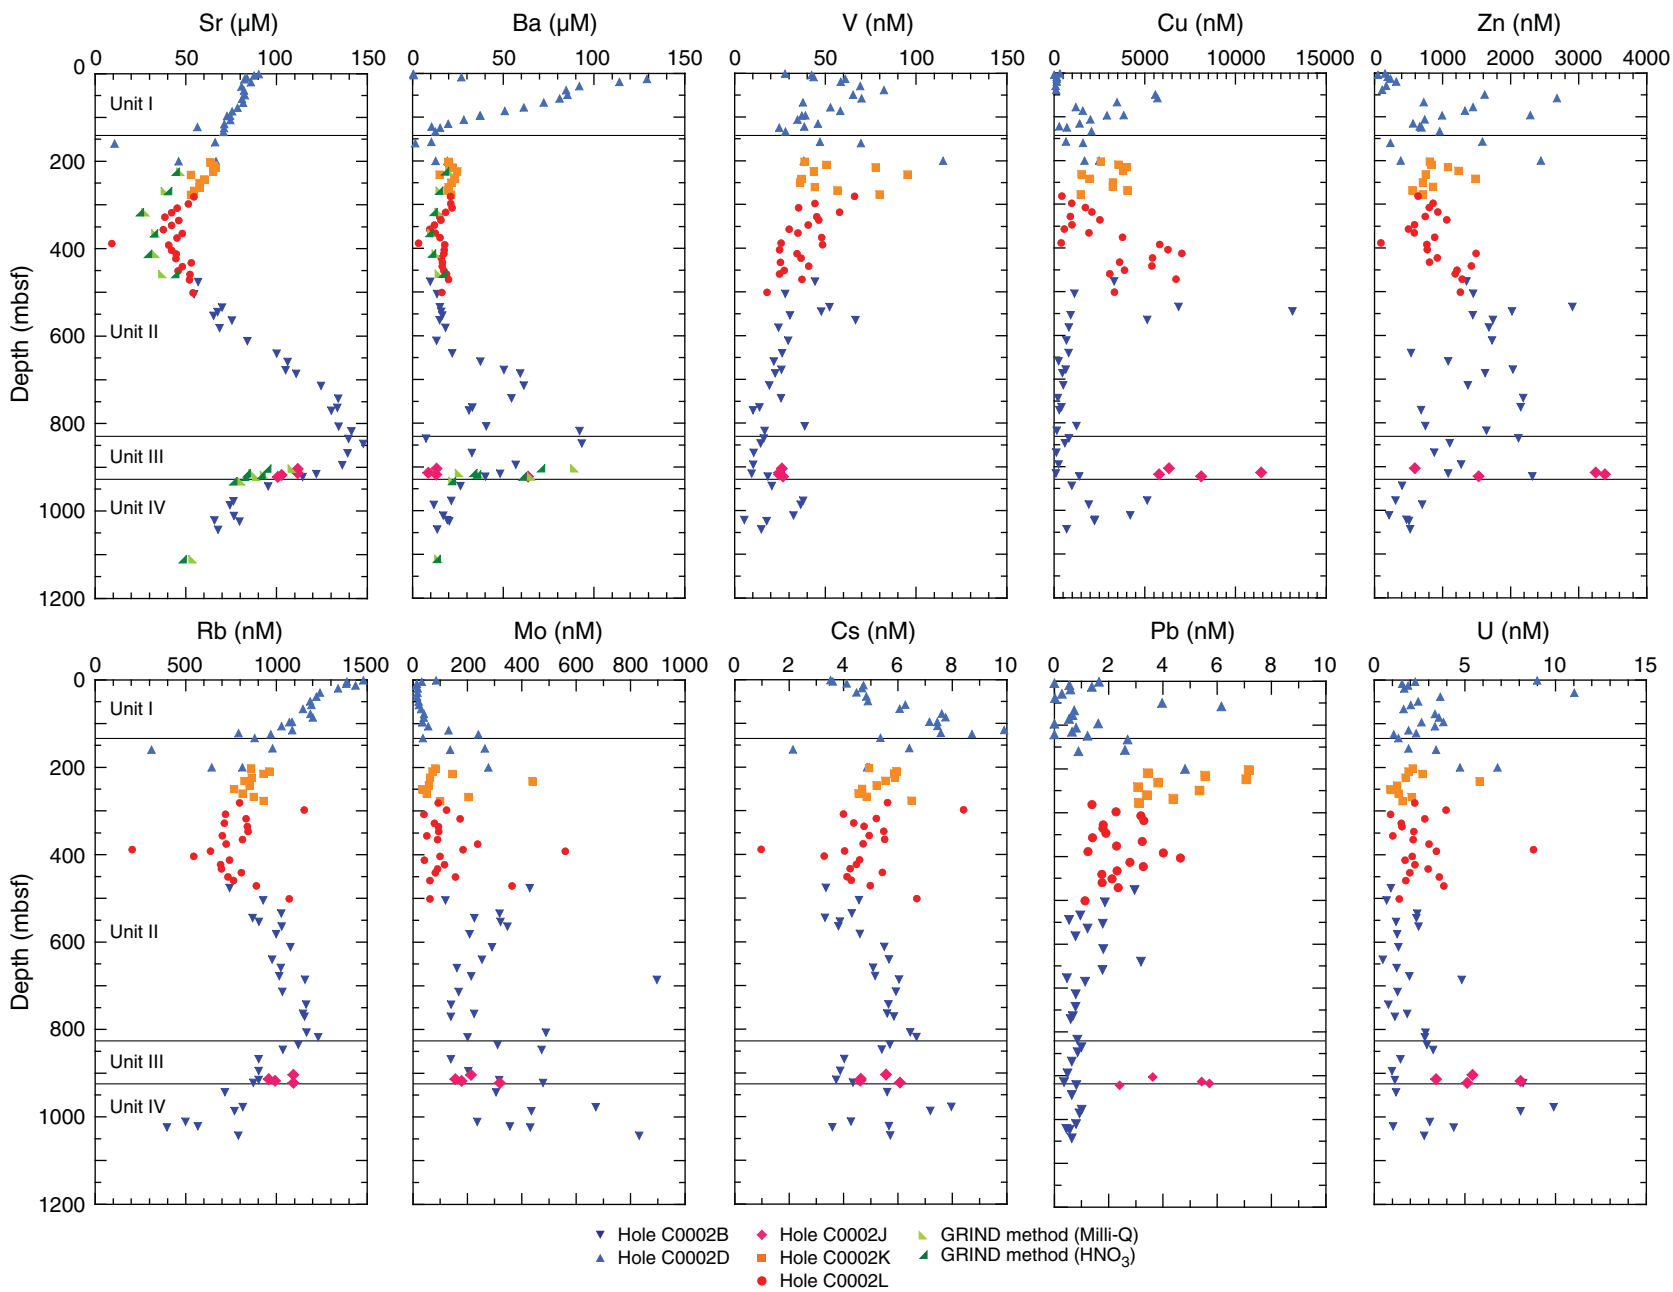 Sr (µM) Ba (µM) V (nM) Cu (nM) Zn (nM)
0 50 100 150 0 50 100 150 0 50 100 150 0 5000 10000 15000 0 1000 2000 3000 4000
0
Unit I
200
400
Depth (mbsf)
Unit II
600
800
Unit III
1000
Unit IV
1200
Rb (nM) Mo (nM) Cs (nM) Pb (nM) U (nM)
0 500 1000 1500 0 200 400 600 800 1000 0 2 4 6 8 10 0 2 4 6 8 10 0 5 10 15
0
Unit I
200
400
Depth (mbsf)
Unit II
600
800
Unit III
1000
Unit IV
1200
Hole C0002B Hole C0002J GRIND method (Milli-Q)
Hole C0002D Hole C0002K GRIND method (HNO3)
Hole C0002L